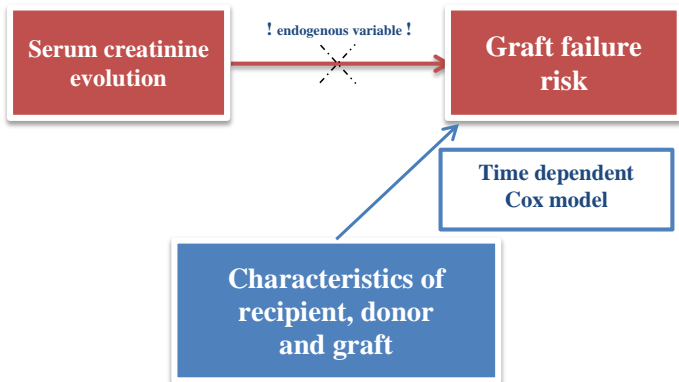 ! endogenous variable !
Serum creatinine
evolution
Graft failure
risk
Time dependent
Cox model
Characteristics of
recipient, donor
and graft